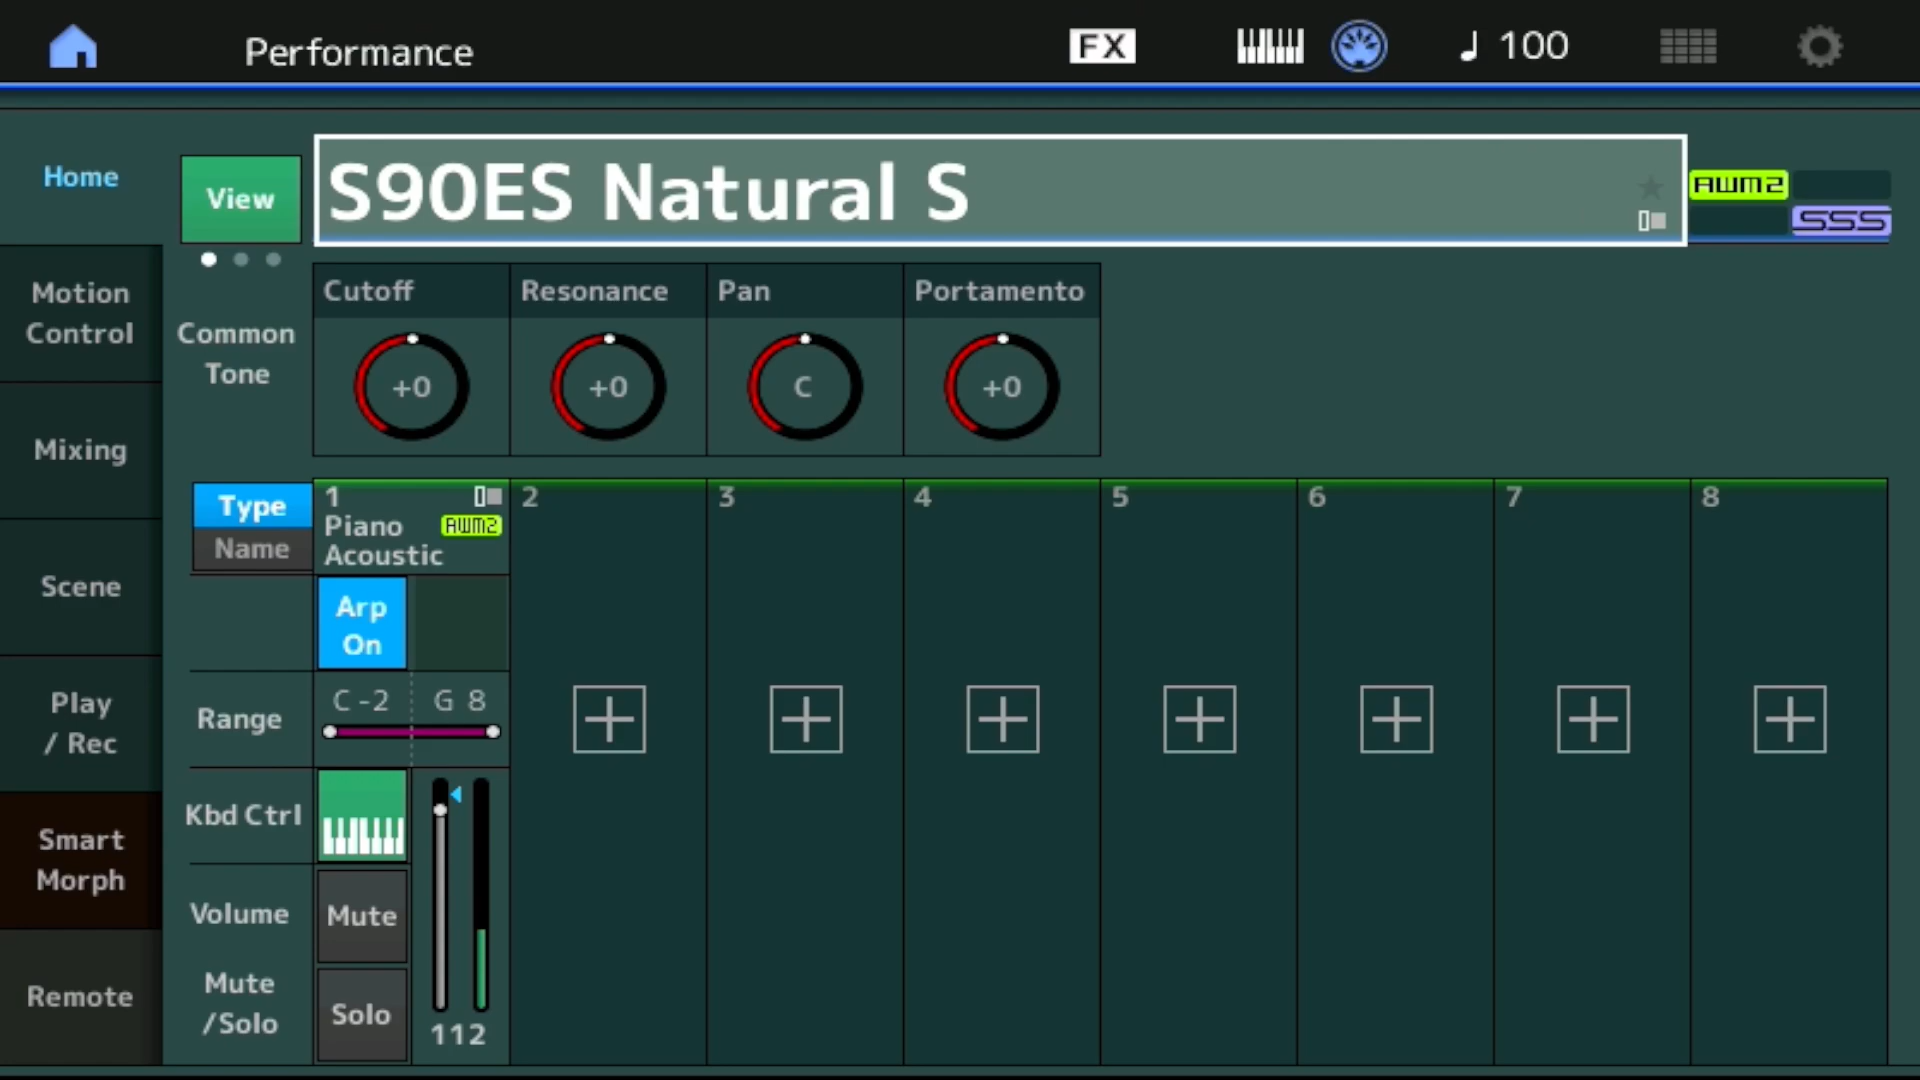 Performance
FX
100
Home
View
S90ES Natural S
AWM2
SSS
Cutoff
Resonance
Pan
Portamento
Motion
Control
Common
Tone
+0
+0
C
+0
Mixing
Type
Name
1
Piano
AWM2
Acoustic
2
3
4
5
6
7
8
Scene
Arp
On
Play
/ Rec
Range
C -2
G 8
Smart
Morph
Kbd Ctrl
Volume
Mute
Remote
Mute
/Solo
Solo
112